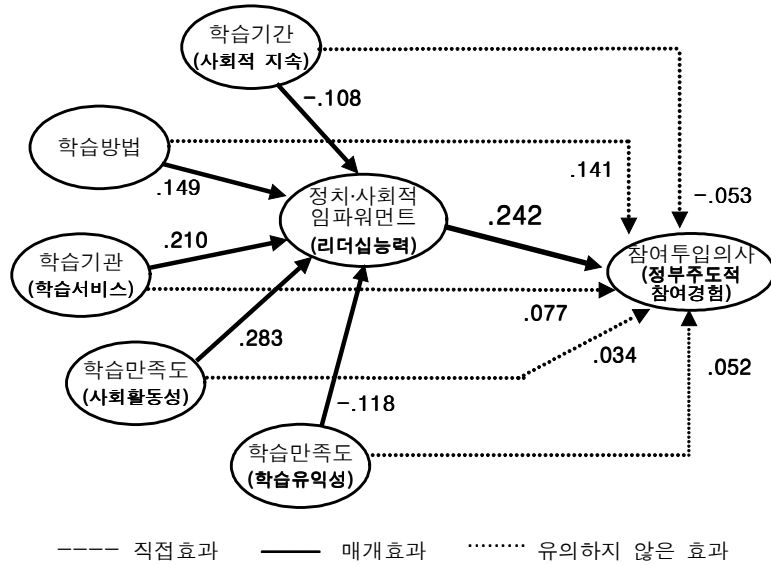 학습기간
(사회적 지속)
-.108
학습방법
.149
.141
정치·사회적
임파워먼트
(리더십능력)
-.053
.242
.210
학습기관
(학습서비스)
참여투입의사
(정부주도적
참여경험)
.077
.283
.034
.052
학습만족도
(사회활동성)
-.118
학습만족도
(학습유익성)
---- 직접효과 —— 매개효과 ········ 유의하지 않은 효과